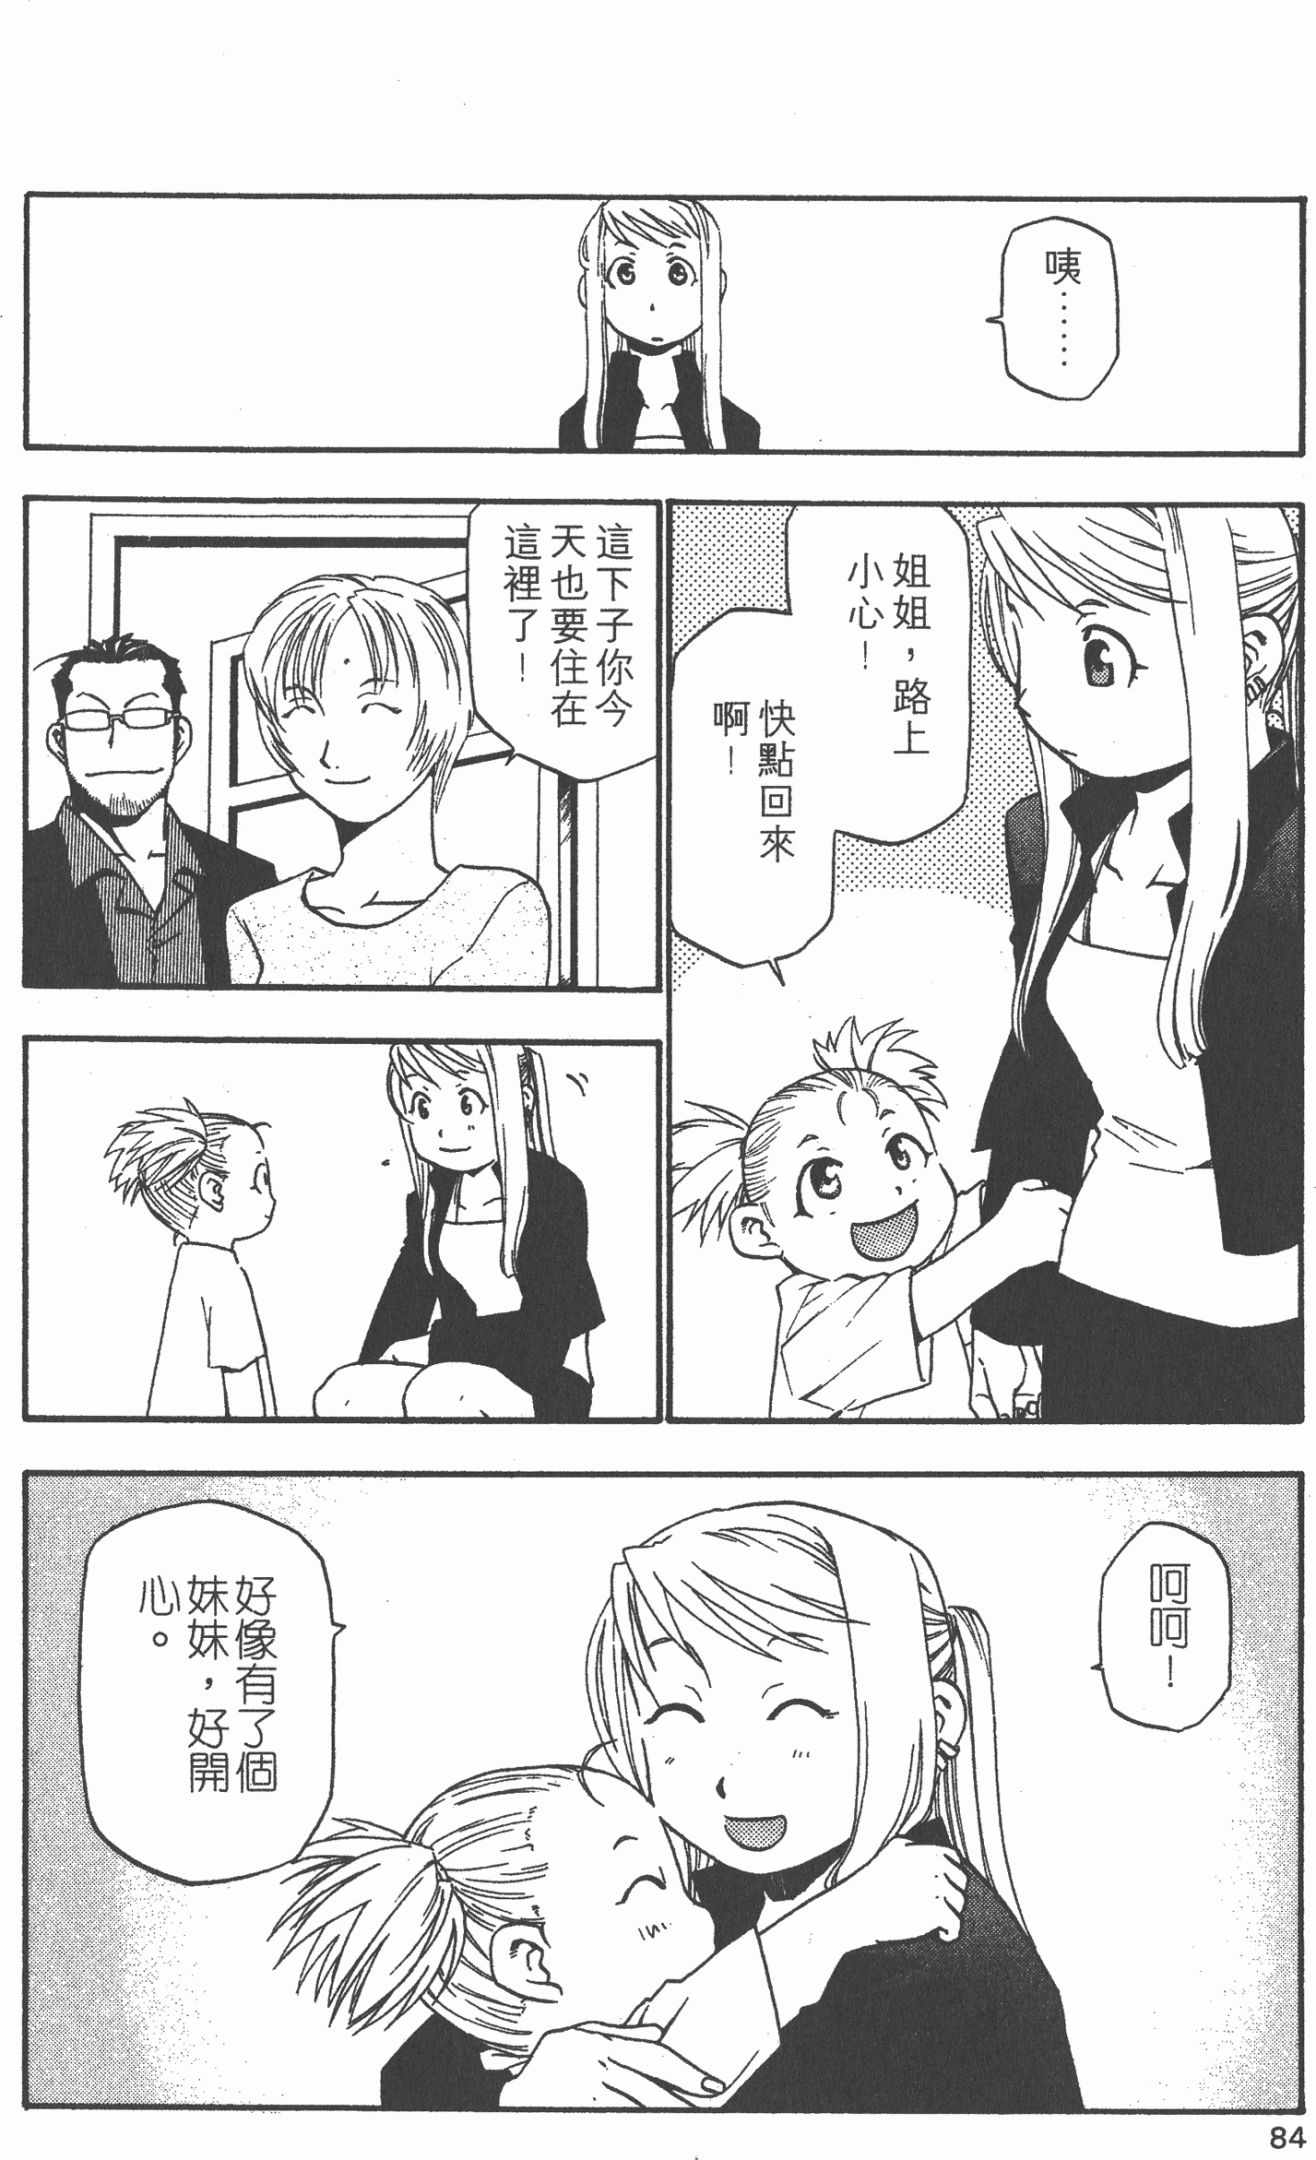 咦………
姐姐，路上
小心！
快點回來
啊！
這下子你今
天也要住在
這裡了！
呵呵！
好像有了個
妹妹，好開
心。
84